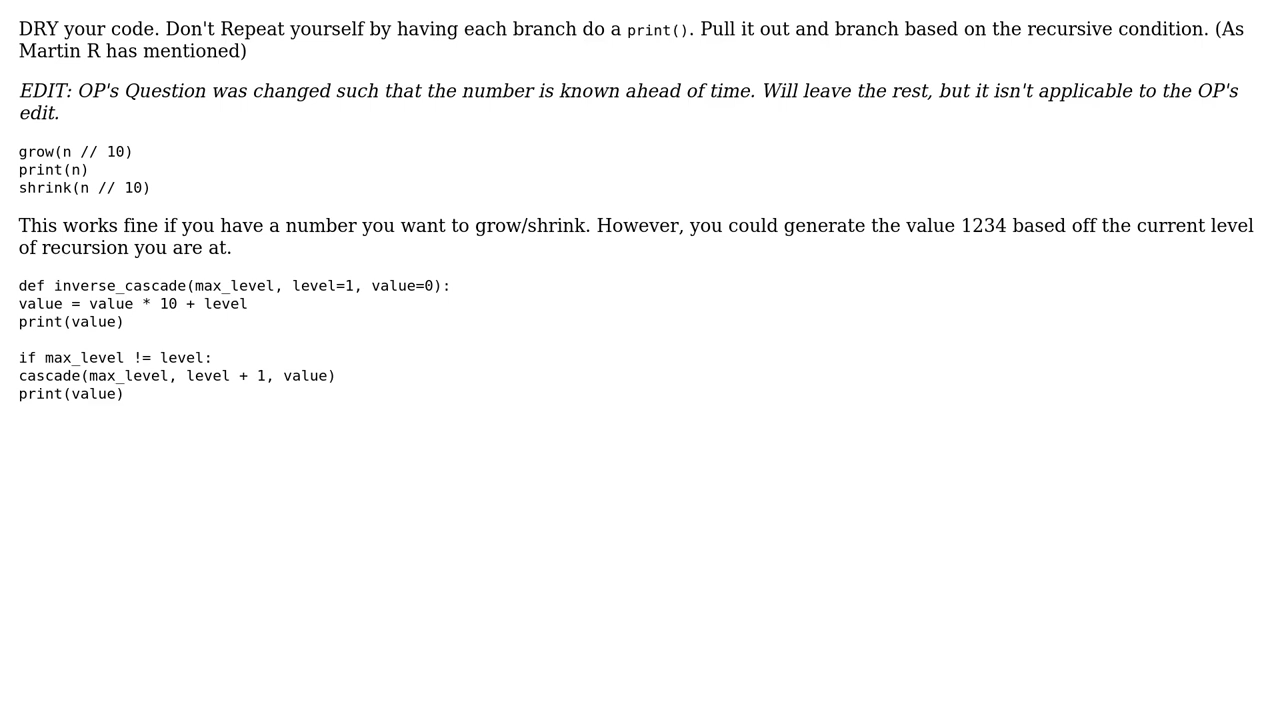 DRY your code. Don't Repeat yourself by having each branch do a print(). Pull it out and branch based on the recursive condition. (As
Martin R has mentioned)
EDIT: OP's Question was changed such that the number is known ahead of time. Will leave the rest, but it isn't applicable to the OP's
edit.
grow(n // 10)
print(n)
shrink(n // 10)
This works fine if you have a number you want to grow/shrink. However, you could generate the value 1234 based off the current level
of recursion you are at.
def inverse_cascade(max_level, level=1, value=0):
value = value * 10 + level
print(value)
if max_level != level:
cascade(max_level, level + 1, value)
print(value)